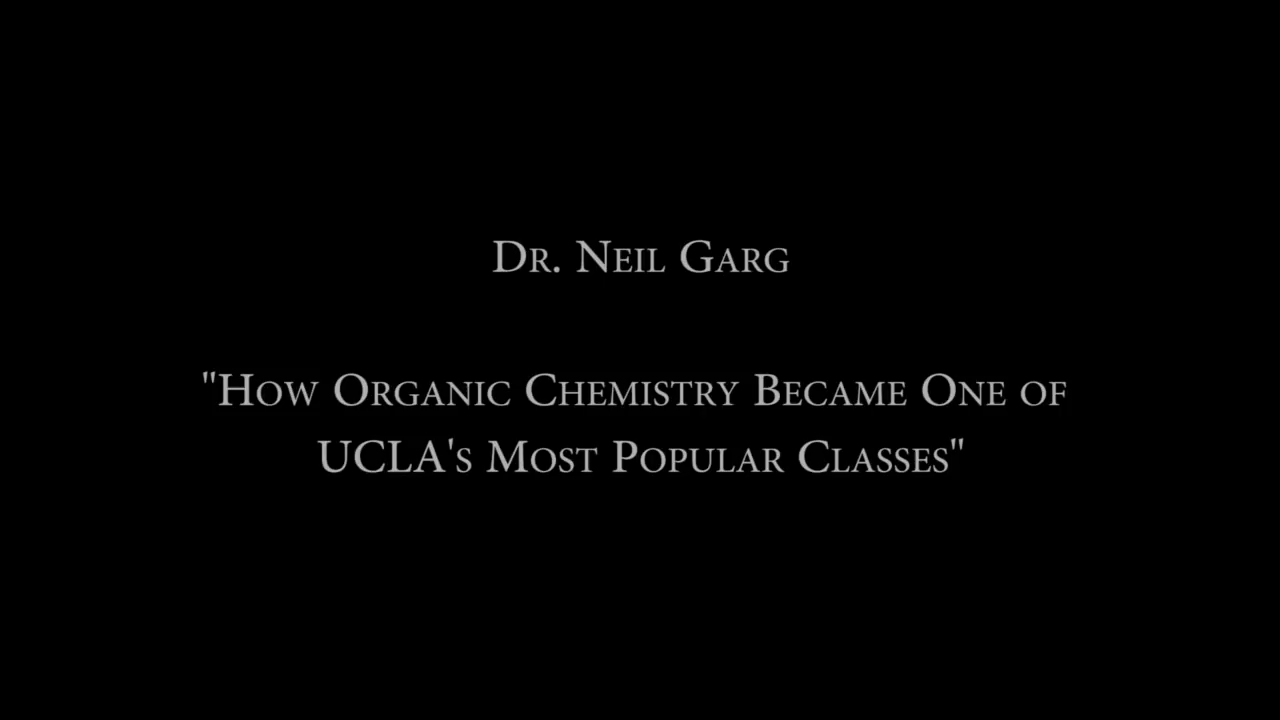 Dr. Neil Garg
"How Organic Chemistry Became One of
UCLA's Most Popular Classes"